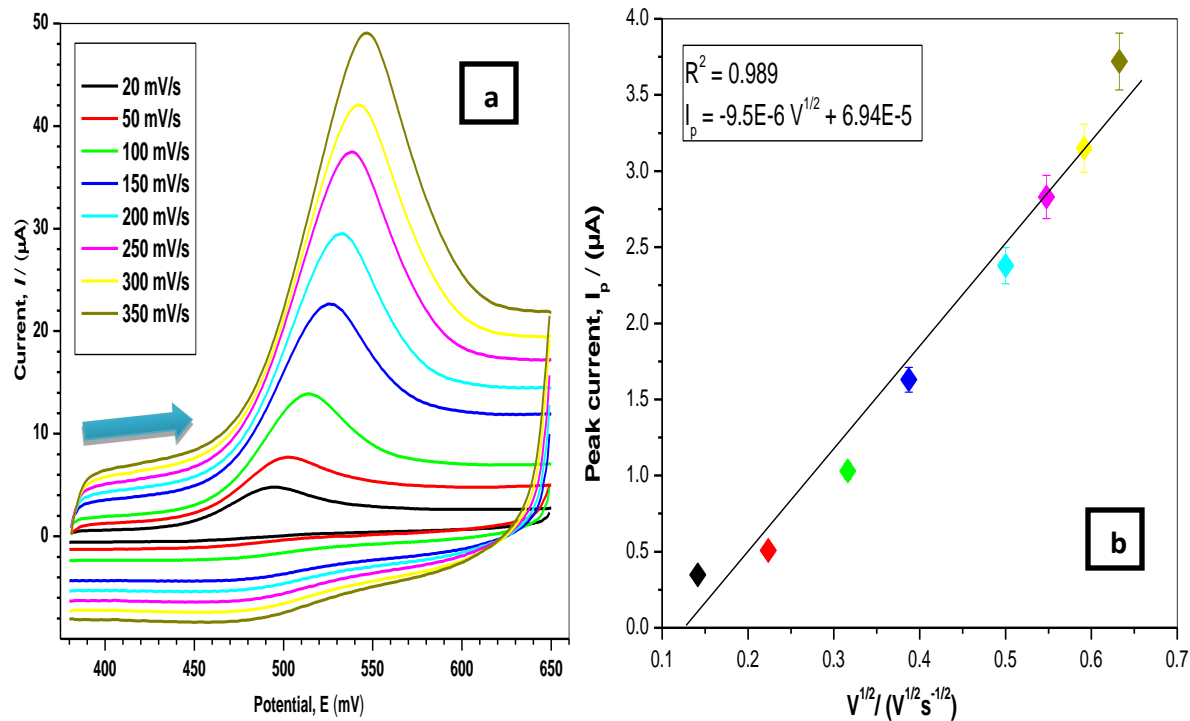 50
40
30
20
10
0
Current, I / (µA)
20 mV/s
50 mV/s
100 mV/s
150 mV/s
200 mV/s
250 mV/s
300 mV/s
350 mV/s
a
400 450 500 550 600 650
Potential, E (mV)
4.0
3.5
3.0
2.5
2.0
1.5
1.0
0.5
0.0
Peak current, Ip / (µA)
R² = 0.989
Ip = -9.5E-6 V^1/2 + 6.94E-5
b
0.1 0.2 0.3 0.4 0.5 0.6 0.7
V^1/2/ (V^1/2s^-1/2)